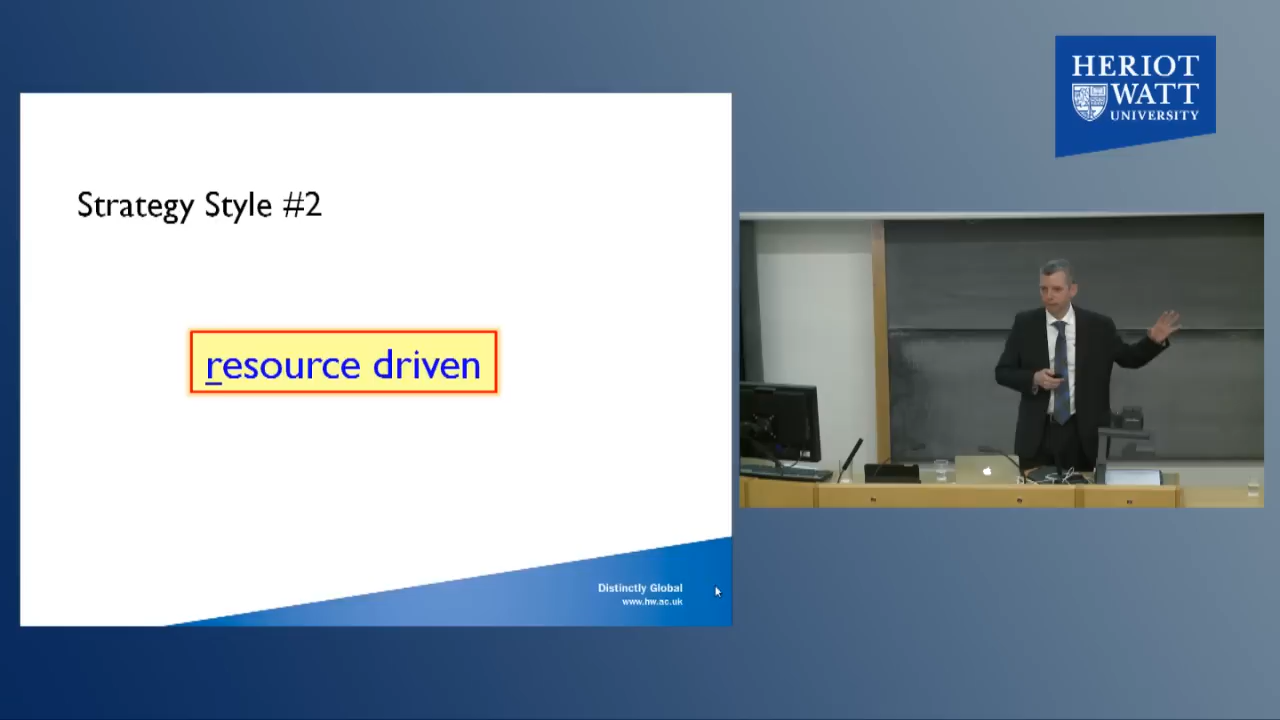 HERIOT
WATT
UNIVERSITY
Strategy Style #2
resource driven
Distinctly Global
www.hw.ac.uk